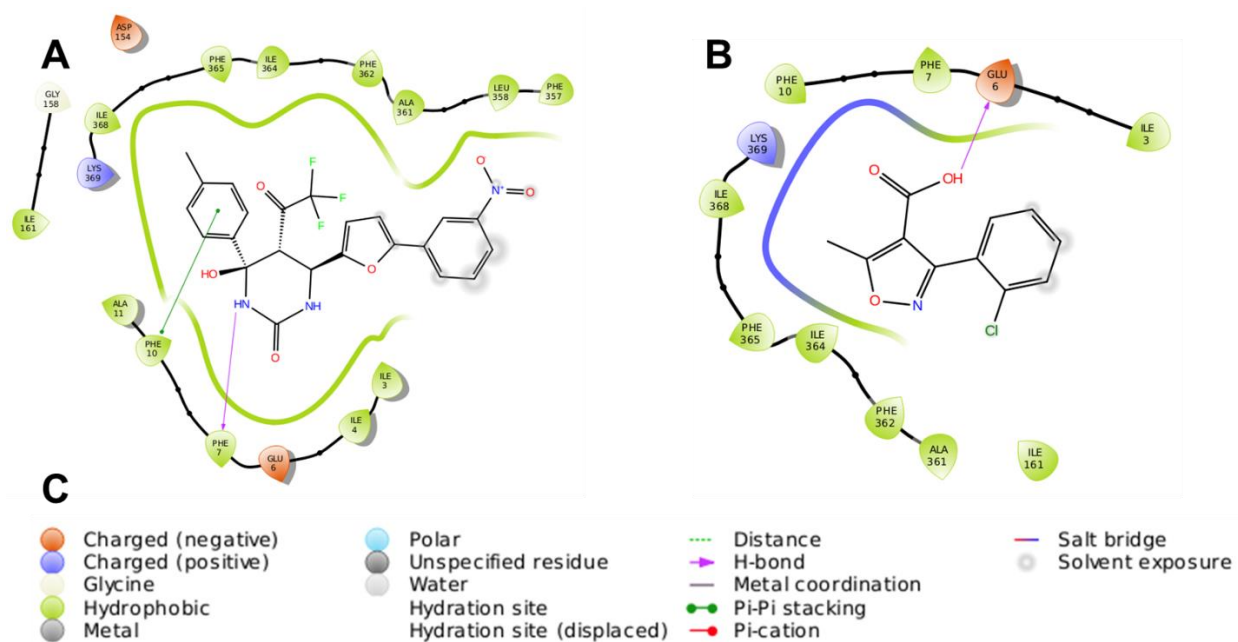 A
B
ASP
154
PHE
365
ILE
364
PHE
362
ALA
361
LEU
358
PHE
357
GLY
158
ILE
368
LYS
369
ILE
161
O
F
F
F
O-
N+
O
O
HO
HN
NH
O
ALA
11
PHE
10
PHE
7
GLU
6
ILE
4
ILE
3
PHE
10
PHE
7
GLU
6
ILE
3
LYS
369
ILE
368
O
OH
O
N
Cl
PHE
365
ILE
364
PHE
362
ALA
361
ILE
161
C
Charged (negative)
Charged (positive)
Glycine
Hydrophobic
Metal
Polar
Unspecified residue
Water
Hydration site
Hydration site (displaced)
Distance
H-bond
Metal coordination
Pi-Pi stacking
Pi-cation
Salt bridge
Solvent exposure